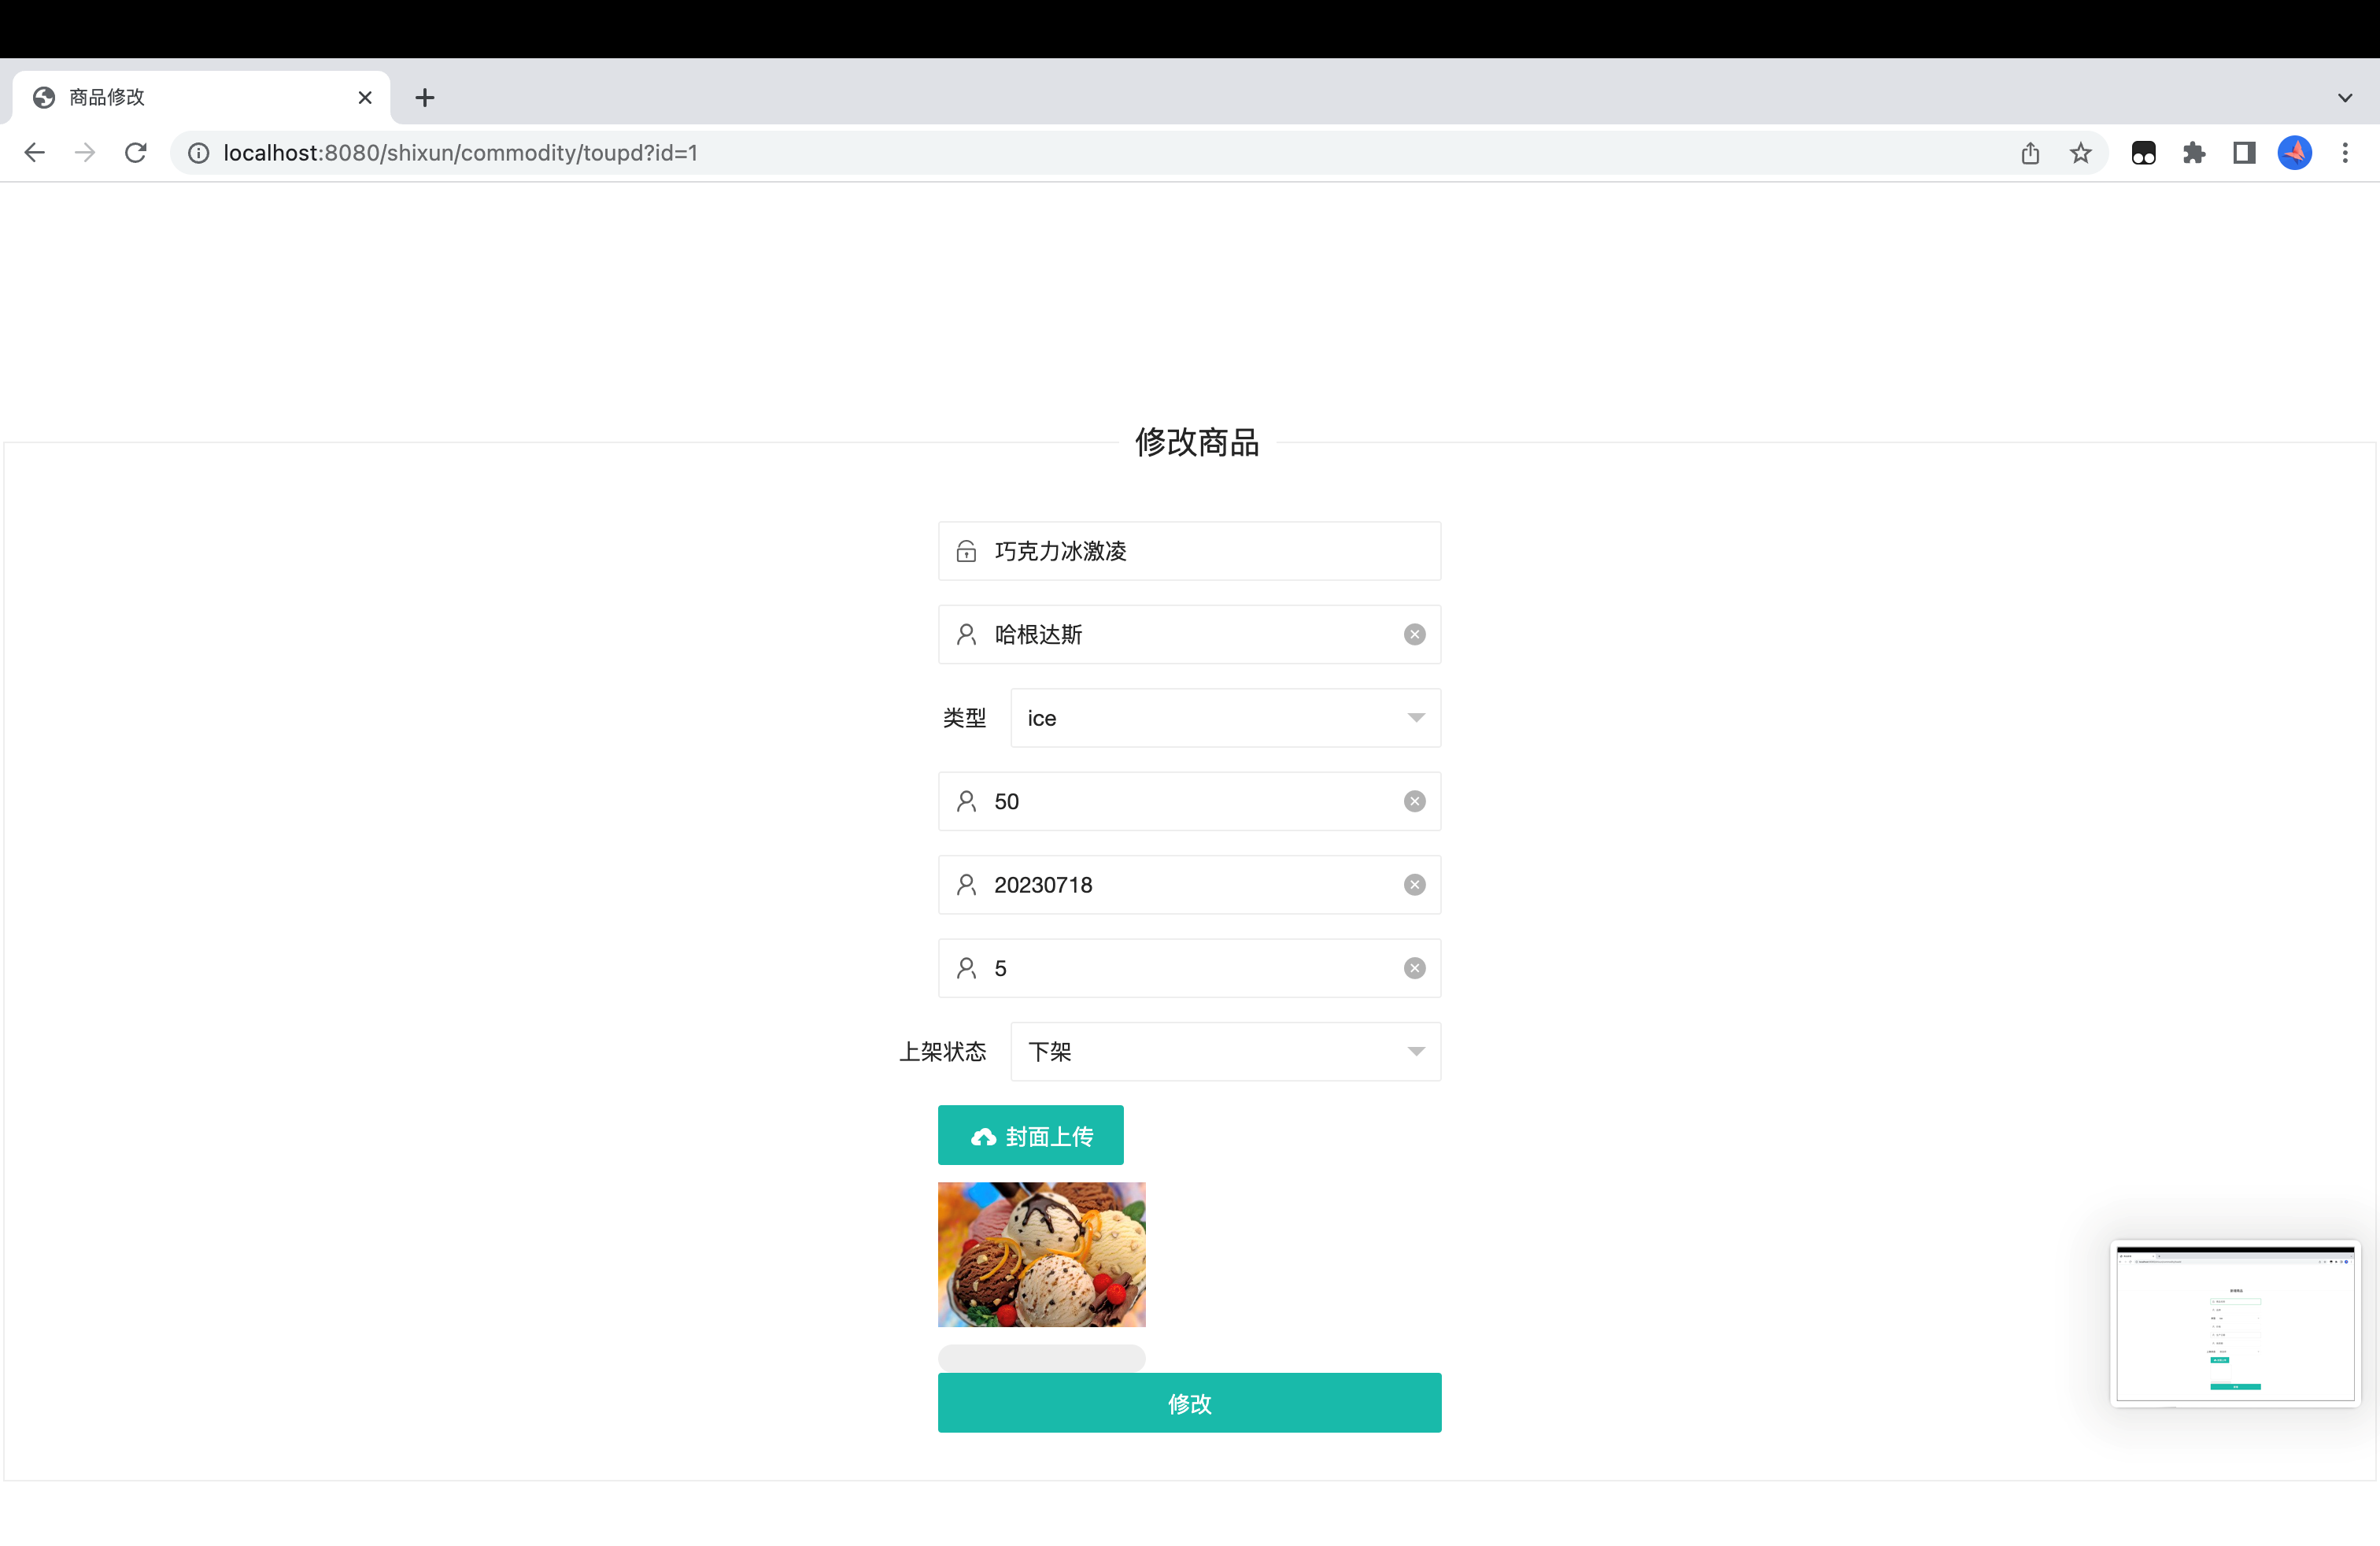 商品修改
localhost:8080/shixun/commodity/toupd?id=1
修改商品
巧克力冰激凌
哈根达斯
类型 ice
50
20230718
5
上架状态 下架
封面上传
修改